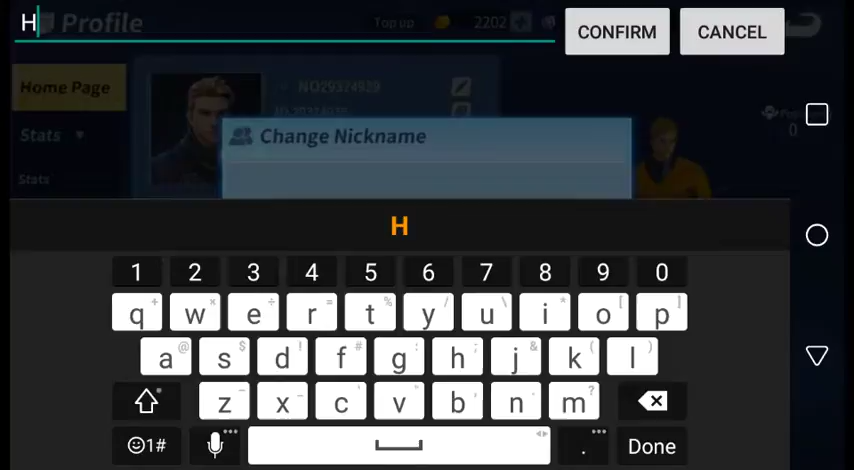 H
Profile
Top up
2202
CONFIRM
CANCEL
Home Page
NO29324929
Stats
Change Nickname
0
Stats
H
1 2 3 4 5 6 7 8 9 0
q w e r t y u i o p
a s d f g h j k l
z x c v b n m
1#
.
Done